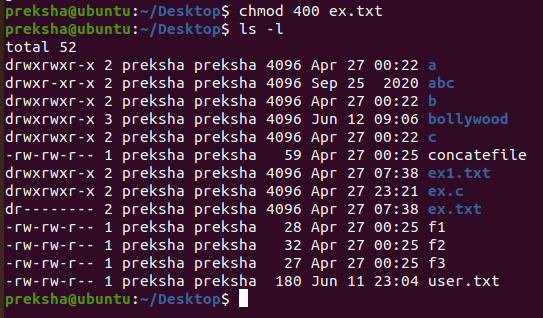 preksha@ubuntu:~/Desktop$ chmod 400 ex.txt
preksha@ubuntu:~/Desktop$ ls -l
total 52
drwxrwxr-x 2 preksha preksha 4096 Apr 27 00:22 a
drwxr-xr-x 2 preksha preksha 4096 Sep 25  2020 abc
drwxrwxr-x 2 preksha preksha 4096 Apr 27 00:22 b
drwxrwxr-x 3 preksha preksha 4096 Jun 12 09:06 bollywood
drwxrwxr-x 2 preksha preksha 4096 Apr 27 00:22 c
-rw-rw-r-- 1 preksha preksha   59 Apr 27 00:25 concatefile
drwxrwxr-x 2 preksha preksha 4096 Apr 27 07:38 ex1.txt
drwxrwxr-x 2 preksha preksha 4096 Apr 27 23:21 ex.c
dr-------- 2 preksha preksha 4096 Apr 27 07:38 ex.txt
-rw-rw-r-- 1 preksha preksha   28 Apr 27 00:25 f1
-rw-rw-r-- 1 preksha preksha   32 Apr 27 00:25 f2
-rw-rw-r-- 1 preksha preksha   27 Apr 27 00:25 f3
-rw-rw-r-- 1 preksha preksha  180 Jun 11 23:04 user.txt
preksha@ubuntu:~/Desktop$